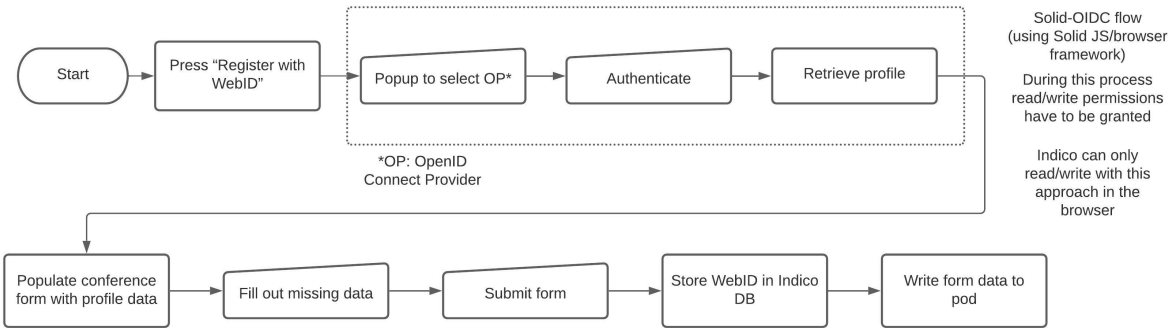 Start
Press “Register with
WebID”
Popup to select OP*
Authenticate
Retrieve profile
Solid-OIDC flow
(using Solid JS/browser
framework)
During this process
read/write permissions
have to be granted
Indico can only
read/write with this
approach in the
browser
*OP: OpenID
Connect Provider
Populate conference
form with profile data
Fill out missing data
Submit form
Store WebID in Indico
DB
Write form data to
pod